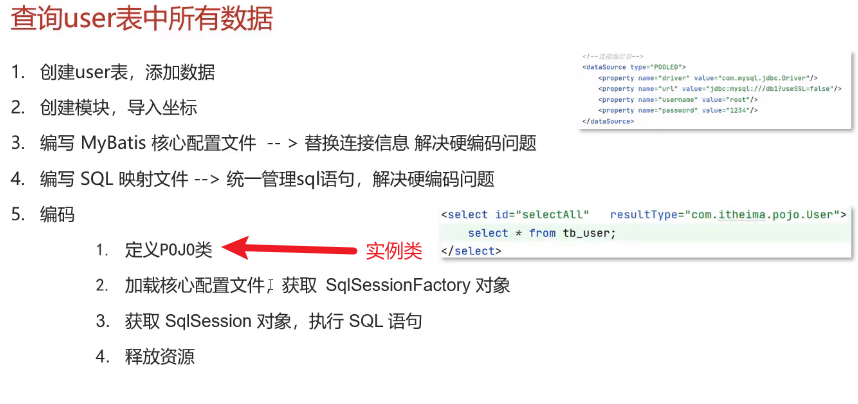 查询user表中所有数据
1. 创建user表，添加数据
2. 创建模块，导入坐标
3. 编写 MyBatis 核心配置文件 -- > 替换连接信息 解决硬编码问题
4. 编写 SQL 映射文件 --> 统一管理sql语句，解决硬编码问题
5. 编码
1. 定义POJO类
实例类
2. 加载核心配置文件，获取 SqlSessionFactory 对象
3. 获取 SqlSession 对象，执行 SQL 语句
4. 释放资源
<!--连接数据库-->
<dataSource type="POOLED">
<property name="driver" value="com.mysql.jdbc.Driver"/>
<property name="url" value="jdbc:mysql:///db1?useSSL=false"/>
<property name="username" value="root"/>
<property name="password" value="1234"/>
</dataSource>
<select id="selectAll" resultType="com.itheima.pojo.User">
select * from tb_user;
</select>